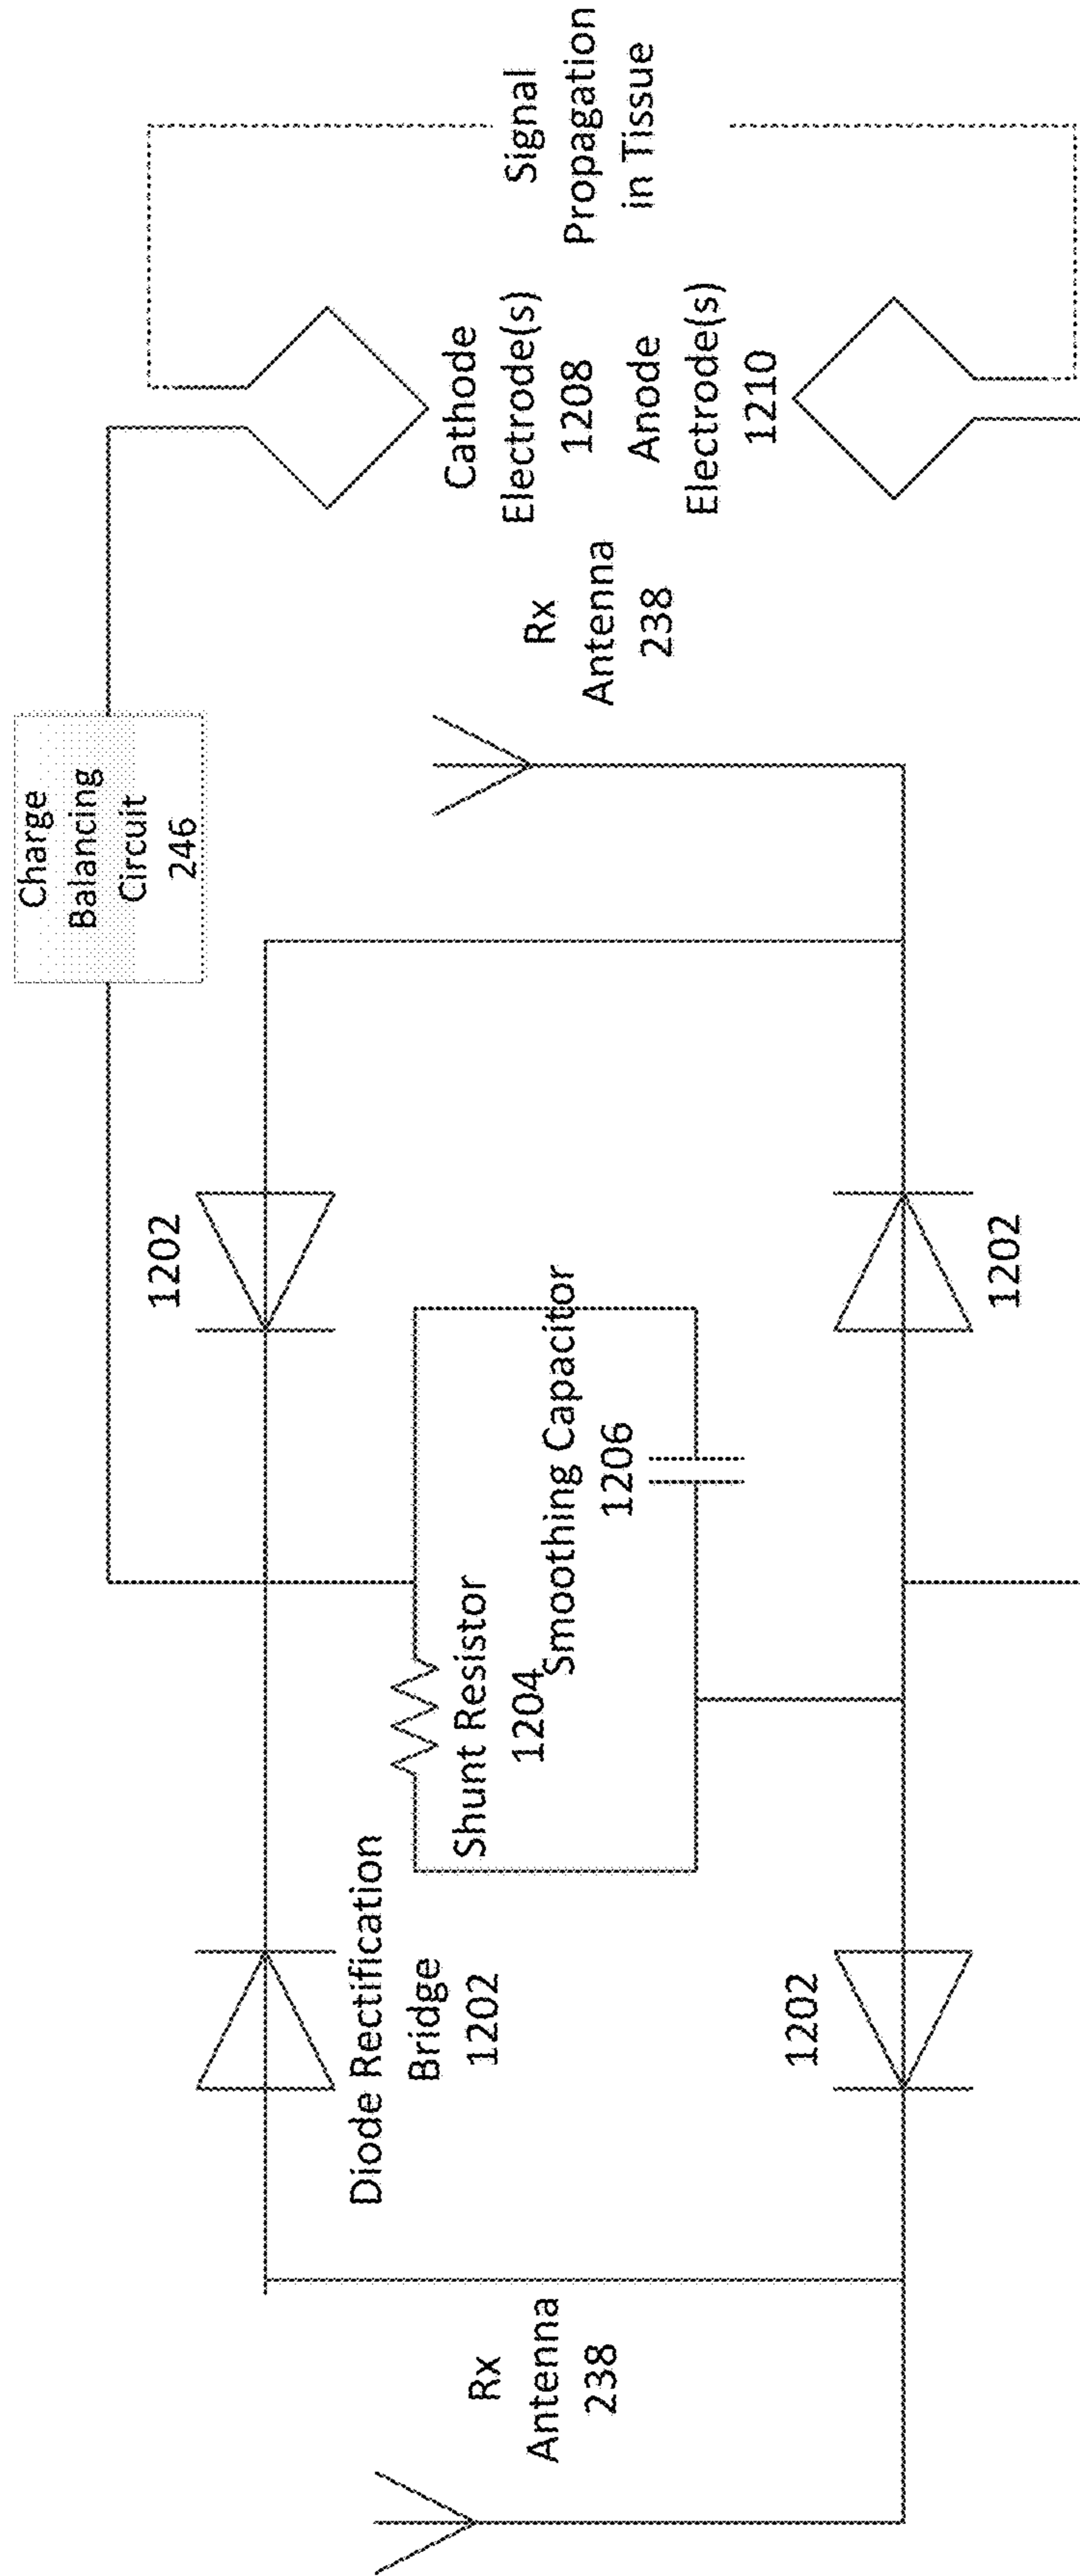 Charge
Balancing
Circuit
246
1202
Diode Rectification
Bridge
1202
Shunt Resistor
1204
Smoothing Capacitor
1206
Rx
Antenna
238
Rx
Antenna
238
Cathode
Electrode(s)
1208
Anode
Electrode(s)
1210
Signal
Propagation
in Tissue
1202
1202